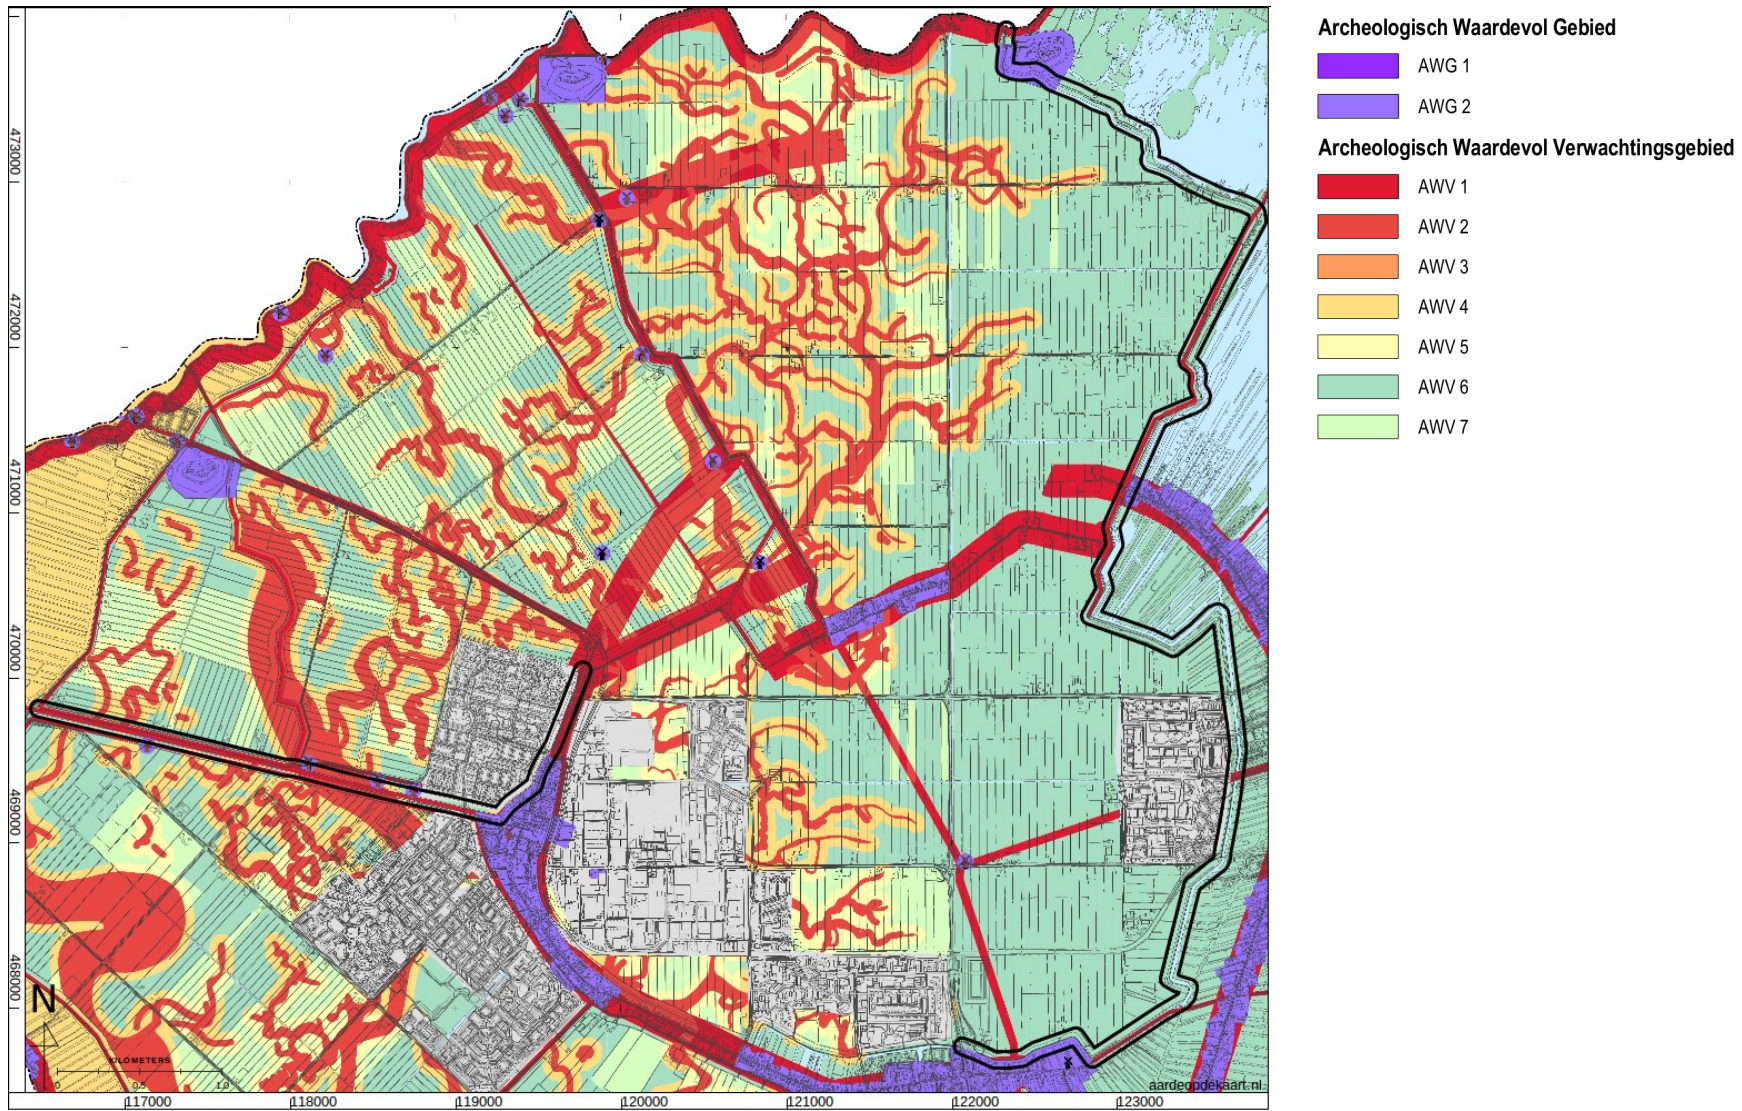 Archeologisch Waardevol Gebied
AWG 1
AWG 2
Archeologisch Waardevol Verwachtingsgebied
AWV 1
AWV 2
AWV 3
AWV 4
AWV 5
AWV 6
AWV 7
473000
472000
471000
470000
469000
468000
N
KILOMETERS
0 0.5 1.0
aardeopdekaart.nl
117000 118000 119000 120000 121000 122000 123000